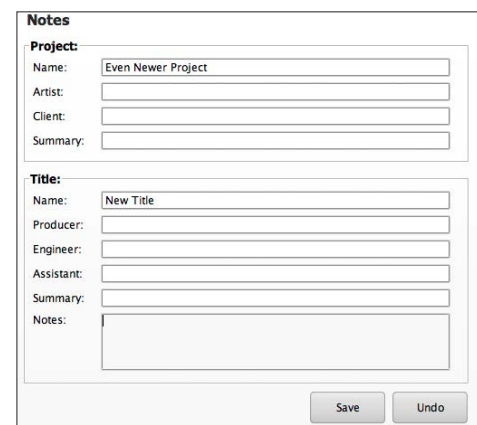 Notes
Project:
Name: Even Newer Project
Artist:
Client:
Summary:
Title:
Name: New Title
Producer:
Engineer:
Assistant:
Summary:
Notes:
Save Undo